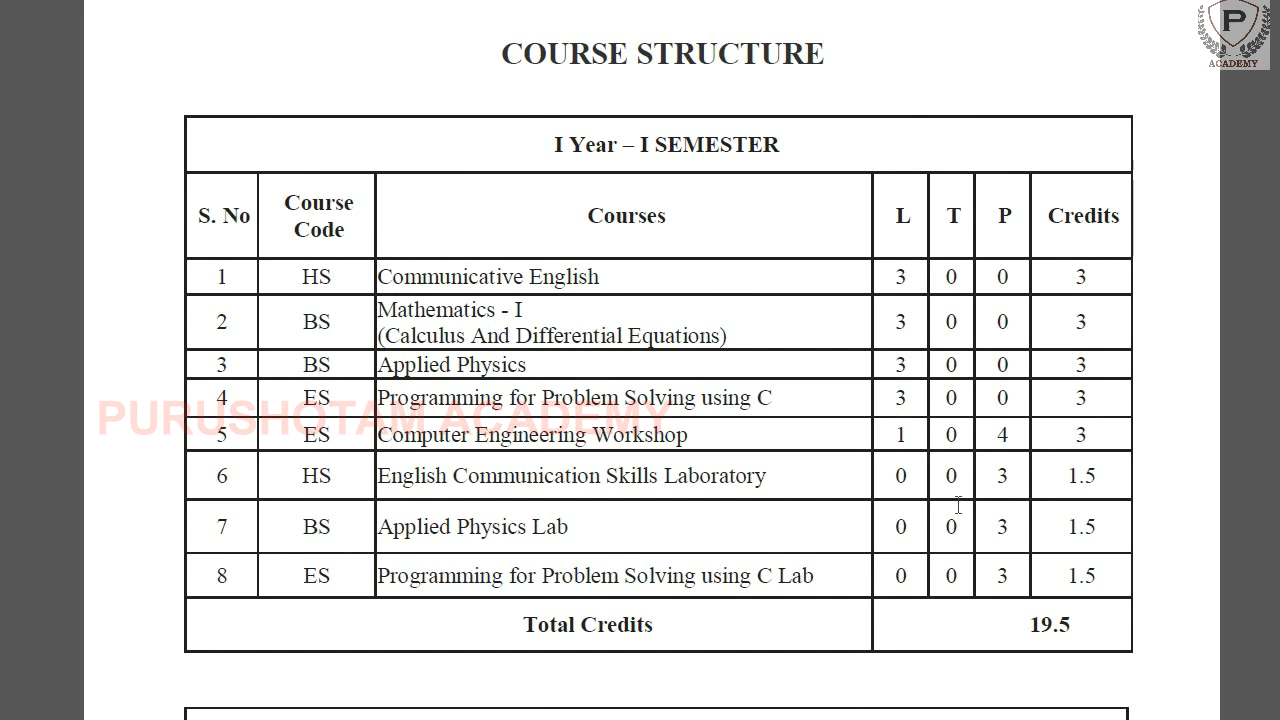 P
ACADEMY
COURSE STRUCTURE
I Year – I SEMESTER
S. No Course Code Courses L T P Credits
1 HS Communicative English 3 0 0 3
2 BS Mathematics - I
(Calculus And Differential Equations) 3 0 0 3
3 BS Applied Physics 3 0 0 3
4 ES Programming for Problem Solving using C 3 0 0 3
PURUSHOTAM ACADEMY
5 ES Computer Engineering Workshop 1 0 4 3
6 HS English Communication Skills Laboratory 0 0 3 1.5
7 BS Applied Physics Lab 0 0 3 1.5
8 ES Programming for Problem Solving using C Lab 0 0 3 1.5
Total Credits 19.5